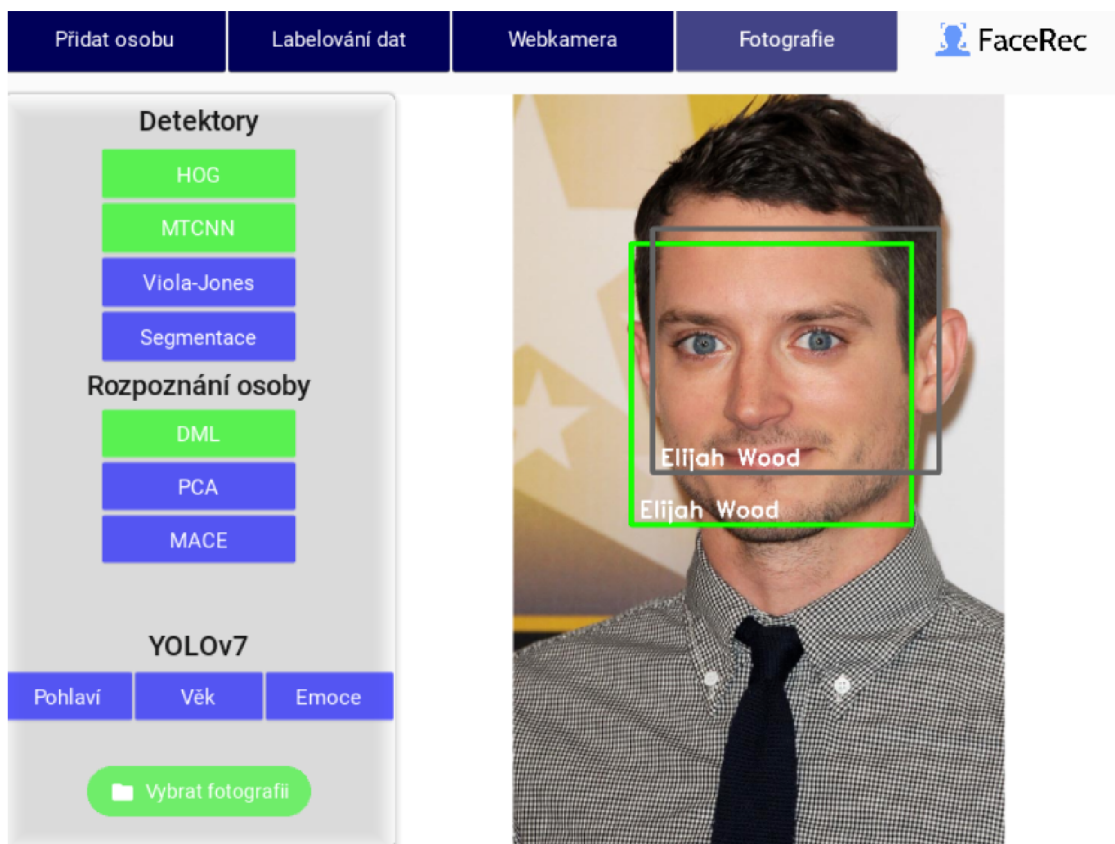 Přidat osobu
Labelování dat
Webkamera
Fotografie
FaceRec
Detektory
HOG
MTCNN
Viola-Jones
Segmentace
Rozpoznání osoby
DML
PCA
MACE
YOLOv7
Pohlaví
Věk
Emoce
Vybrat fotografii
Elijah Wood
Elijah Wood